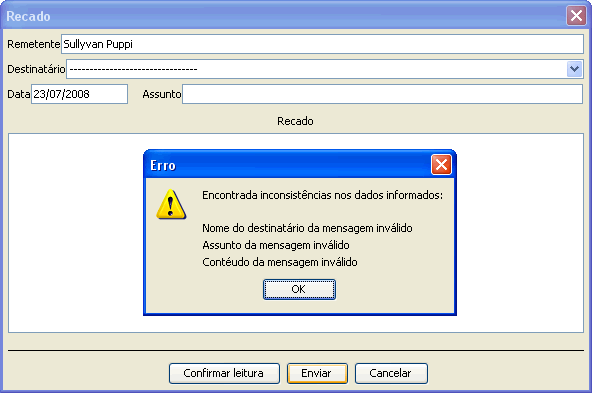 Recado
Remetente Sullyvan Puppi
Destinatário --------------------------------
Data 23/07/2008 Assunto
Recado
Erro
Encontrada inconsistências nos dados informados:
Nome do destinatário da mensagem inválido
Assunto da mensagem inválido
Contéudo da mensagem inválido
OK
Confirmar leitura Enviar Cancelar